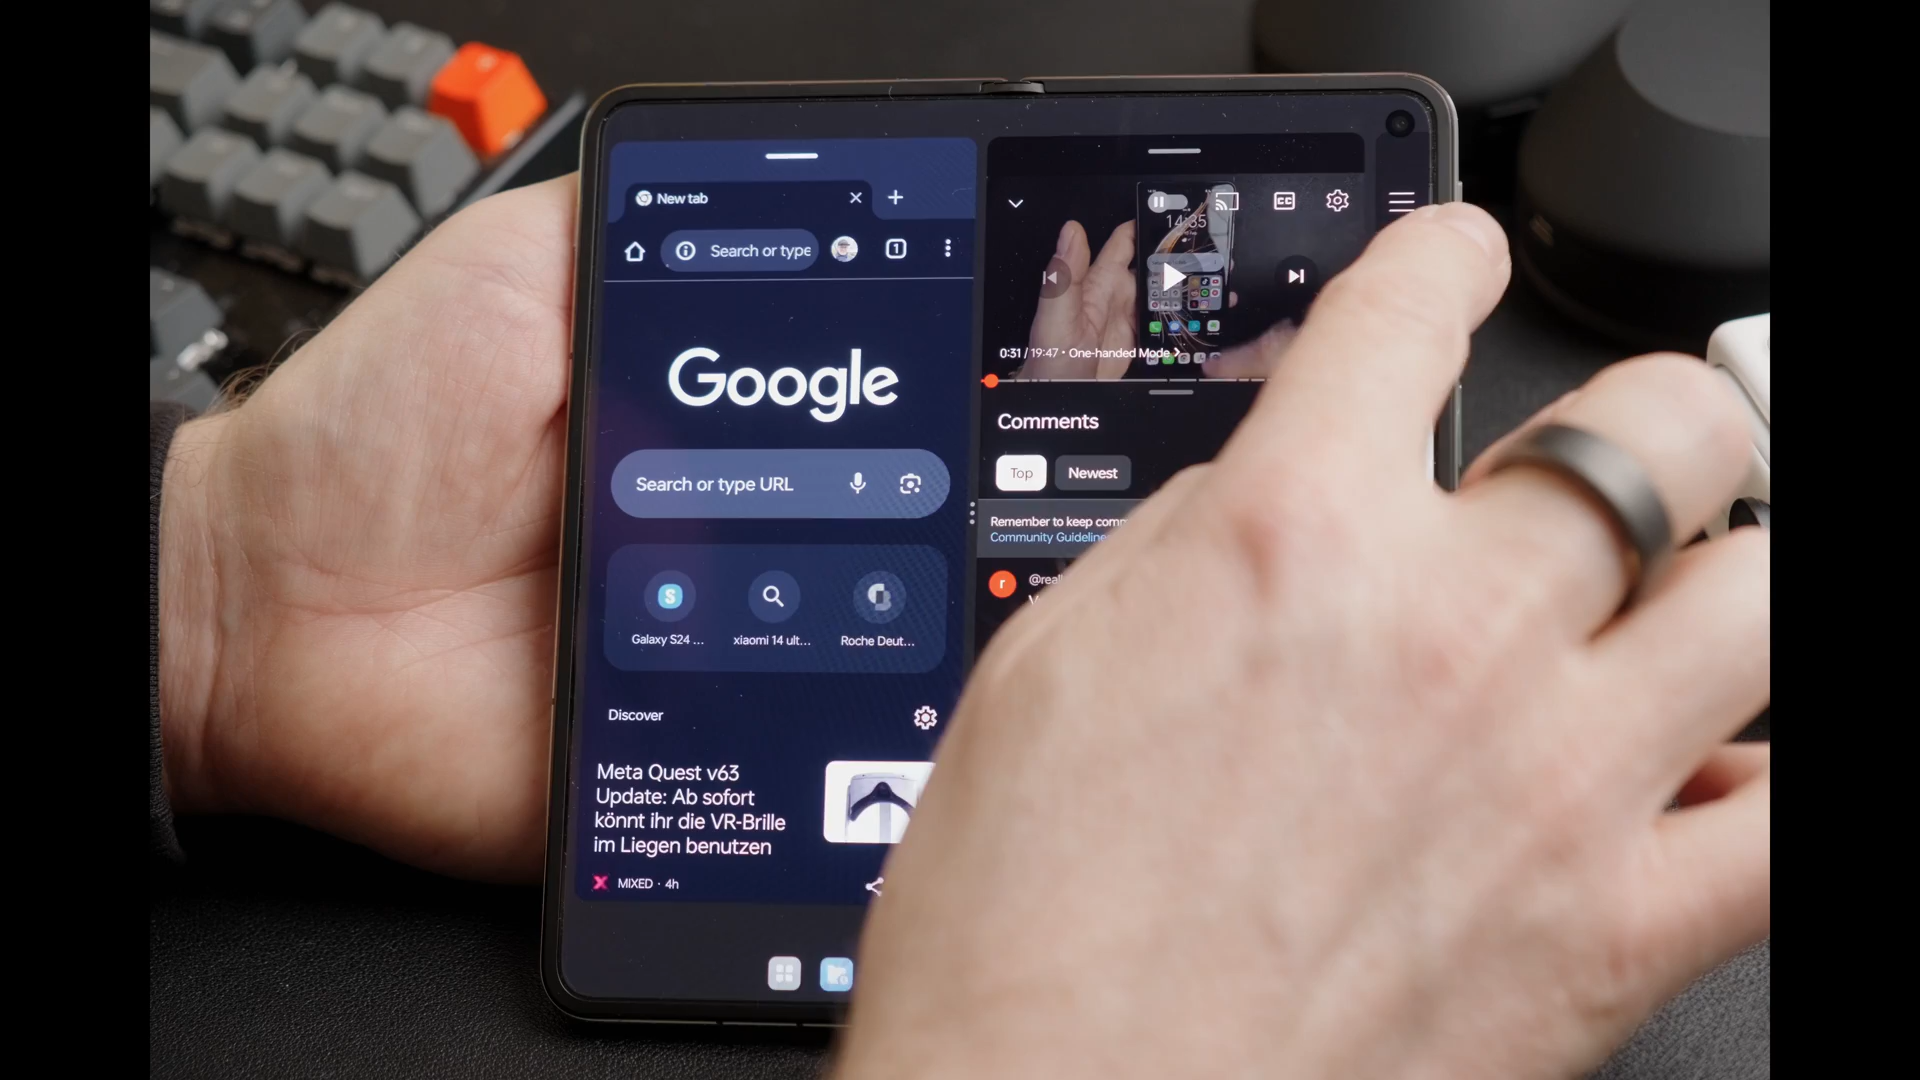 New tab
Search or type
1
Google
Search or type URL
Galaxy S24 ...
xiaomi 14 ult...
Roche Deut...
Discover
Meta Quest v63
Update: Ab sofort
könnt ihr die VR-Brille
im Liegen benutzen
MIXED · 4h
CC
14:35
0:31 / 19:47 • One-handed Mode
Comments
Top
Newest
Remember to keep
Community
r